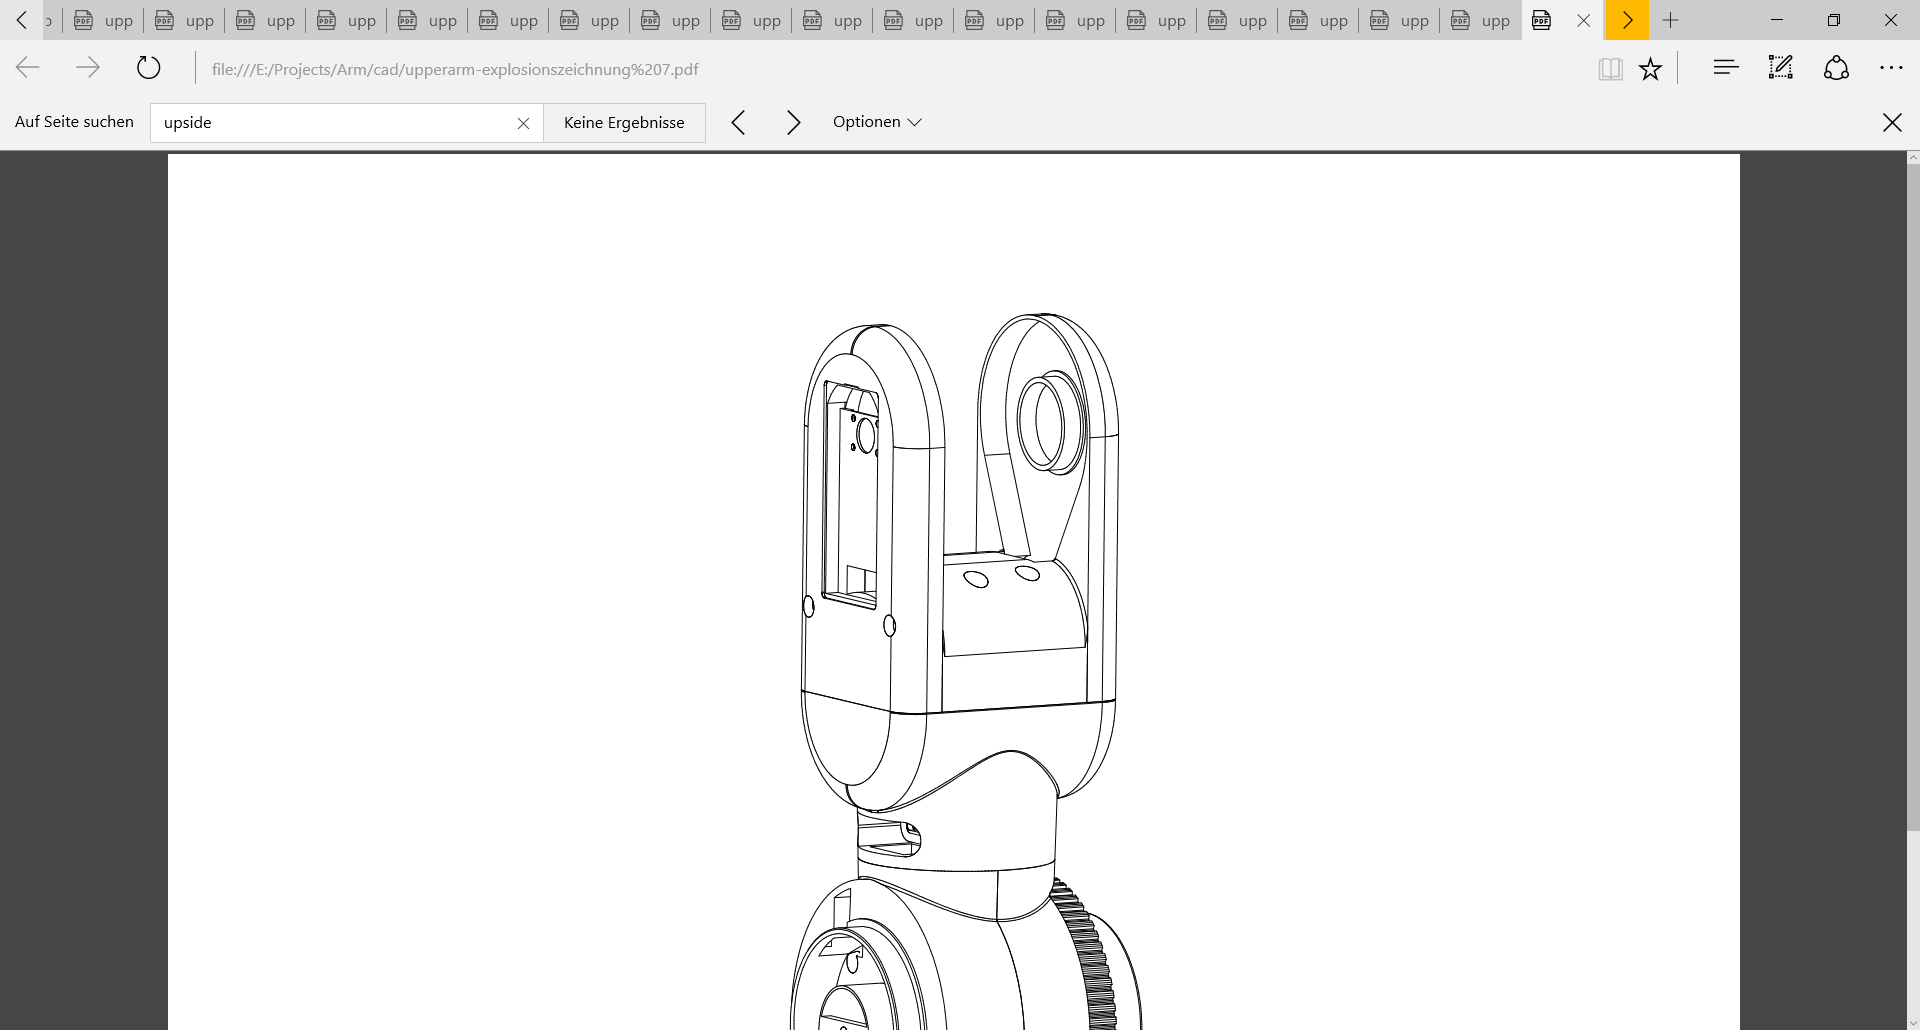 upp upp upp upp upp upp upp upp upp upp upp upp upp upp upp upp upp upp
file:///E:/Projects/Arm/cad/upperarm-explosionszeichnung%207.pdf
Auf Seite suchen upside Keine Ergebnisse Optionen